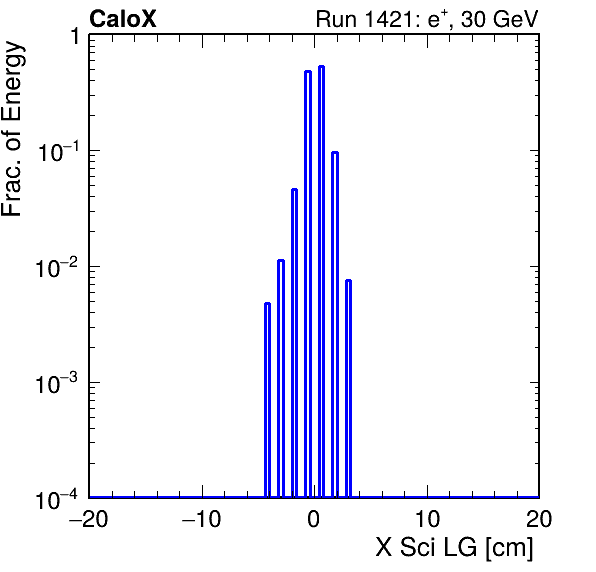 CaloX Run 1421: e⁺, 30 GeV
Frac. of Energy
1
10⁻¹
10⁻²
10⁻³
10⁻⁴
−20 −10 0 10 20
X Sci LG [cm]